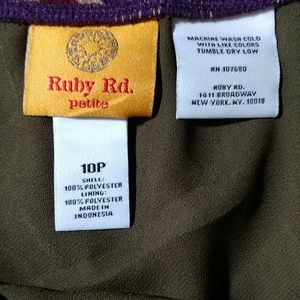 Ruby Rd.
petite
10P
SHELL:
100% POLYESTER
LINING:
100% POLYESTER
MADE IN
INDONESIA
MACHINE WASH COLD
WITH LIKE COLORS
TUMBLE DRY LOW
RN 107680
RUBY RD.
1411 BROADWAY
NEW YORK, NY. 10018